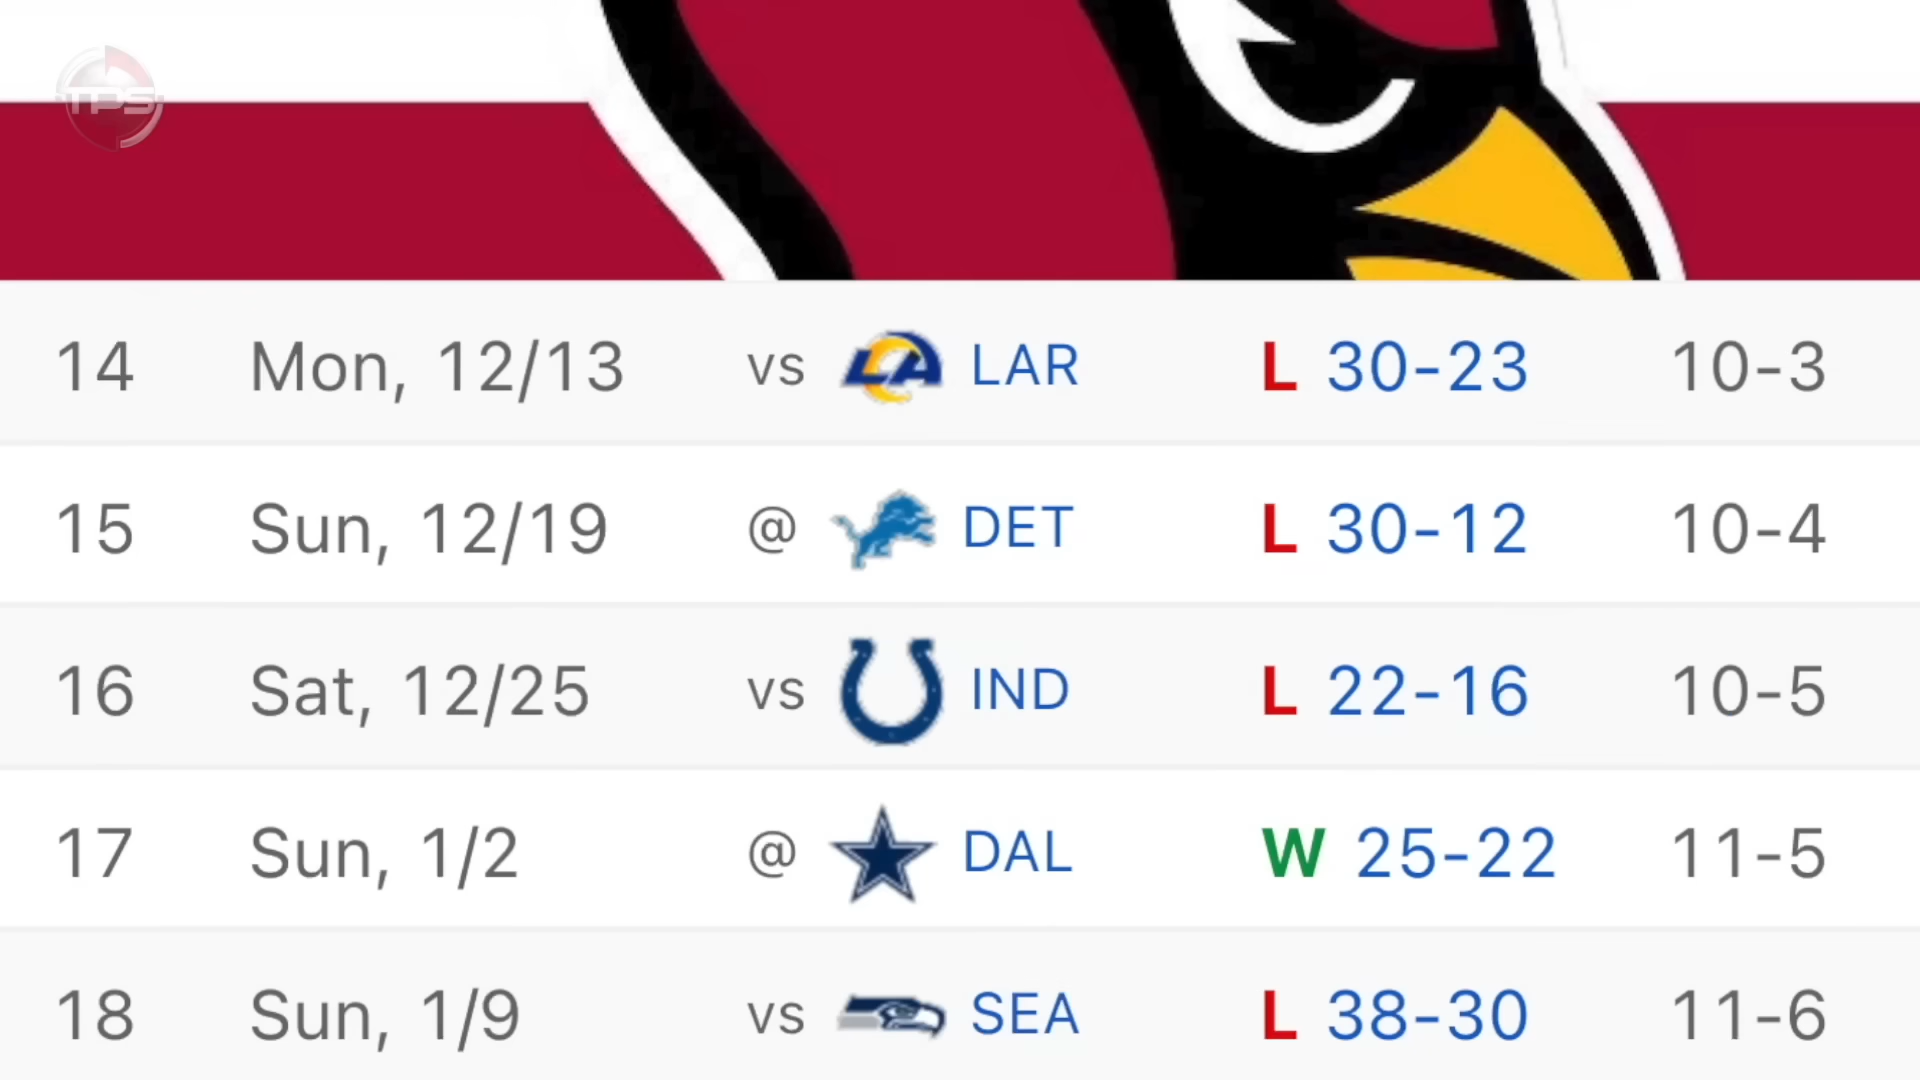 TPS
14 Mon, 12/13 vs LA LAR L 30-23 10-3
15 Sun, 12/19 @ DET L 30-12 10-4
16 Sat, 12/25 vs IND L 22-16 10-5
17 Sun, 1/2 @ DAL W 25-22 11-5
18 Sun, 1/9 vs SEA L 38-30 11-6